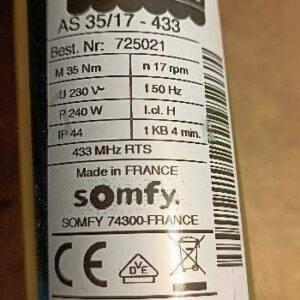 AS 35/17 - 433
Best. Nr: 725021
M 35 Nm n 17 rpm
U 230 V~ f 50 Hz
P 240 W I.cl. H
IP 44 t KB 4 min.
433 MHz RTS
Made in FRANCE
somfy.
SOMFY 74300-FRANCE
CE DVE